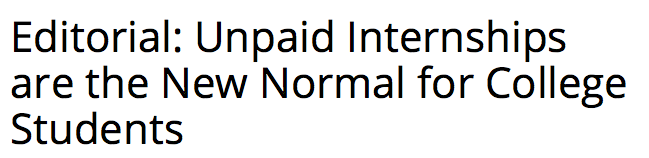 Editorial: Unpaid Internships
are the New Normal for College
Students